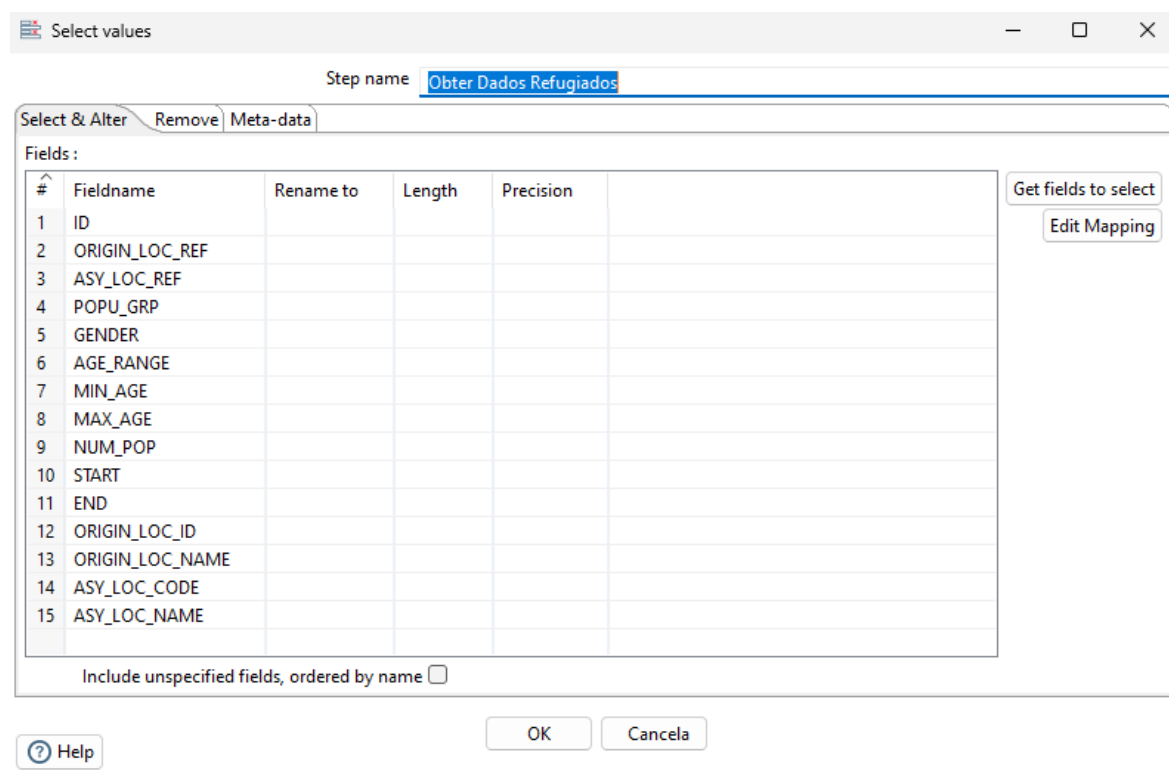 Select values
Step name Obter Dados Refugiados
Select & Alter Remove Meta-data
Fields :
# Fieldname Rename to Length Precision
Get fields to select
1 ID
Edit Mapping
2 ORIGIN_LOC_REF
3 ASY_LOC_REF
4 POPU_GRP
5 GENDER
6 AGE_RANGE
7 MIN_AGE
8 MAX_AGE
9 NUM_POP
10 START
11 END
12 ORIGIN_LOC_ID
13 ORIGIN_LOC_NAME
14 ASY_LOC_CODE
15 ASY_LOC_NAME
Include unspecified fields, ordered by name
OK Cancela
? Help